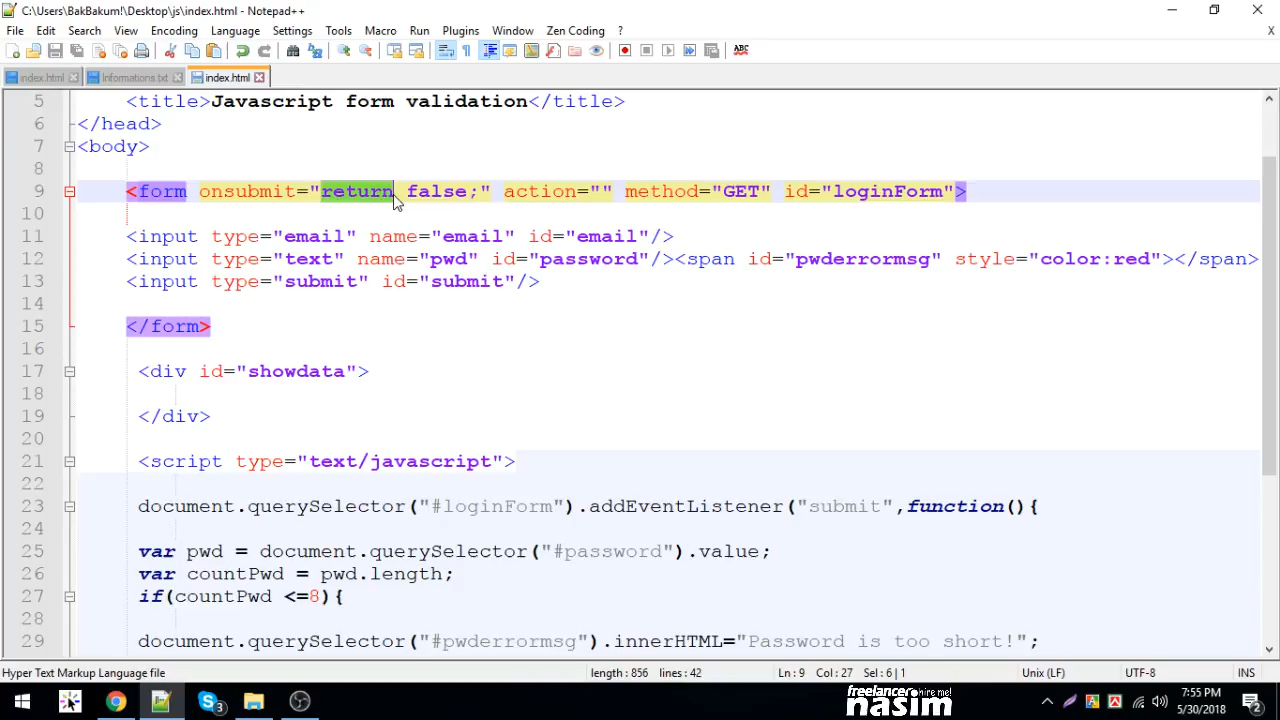 C:\Users\BakBakum!\Desktop\js\index.html - Notepad++
File Edit Search View Encoding Language Settings Tools Macro Run Plugins Window Zen Coding ? X
index.html Informations.txt index.html
5 <title>Javascript form validation</title>
6 </head>
7 <body>
8
9 <form onsubmit="return false;" action="" method="GET" id="loginForm">
10
11 <input type="email" name="email" id="email"/>
12 <input type="text" name="pwd" id="password"/><span id="pwderrormsg" style="color:red"></span>
13 <input type="submit" id="submit"/>
14
15 </form>
16
17 <div id="showdata">
18
19 </div>
20
21 <script type="text/javascript">
22
23 document.querySelector("#loginForm").addEventListener("submit",function(){
24
25 var pwd = document.querySelector("#password").value;
26 var countPwd = pwd.length;
27 if(countPwd <=8){
28
29 document.querySelector("#pwderrormsg").innerHTML="Password is too short!";
Hyper Text Markup Language file length : 856 lines : 42 Ln : 9 Col : 27 Sel : 6 | 1 Unix (LF) UTF-8 INS
freelancer hire me!
nasim
3
7:55 PM
5/30/2018
2